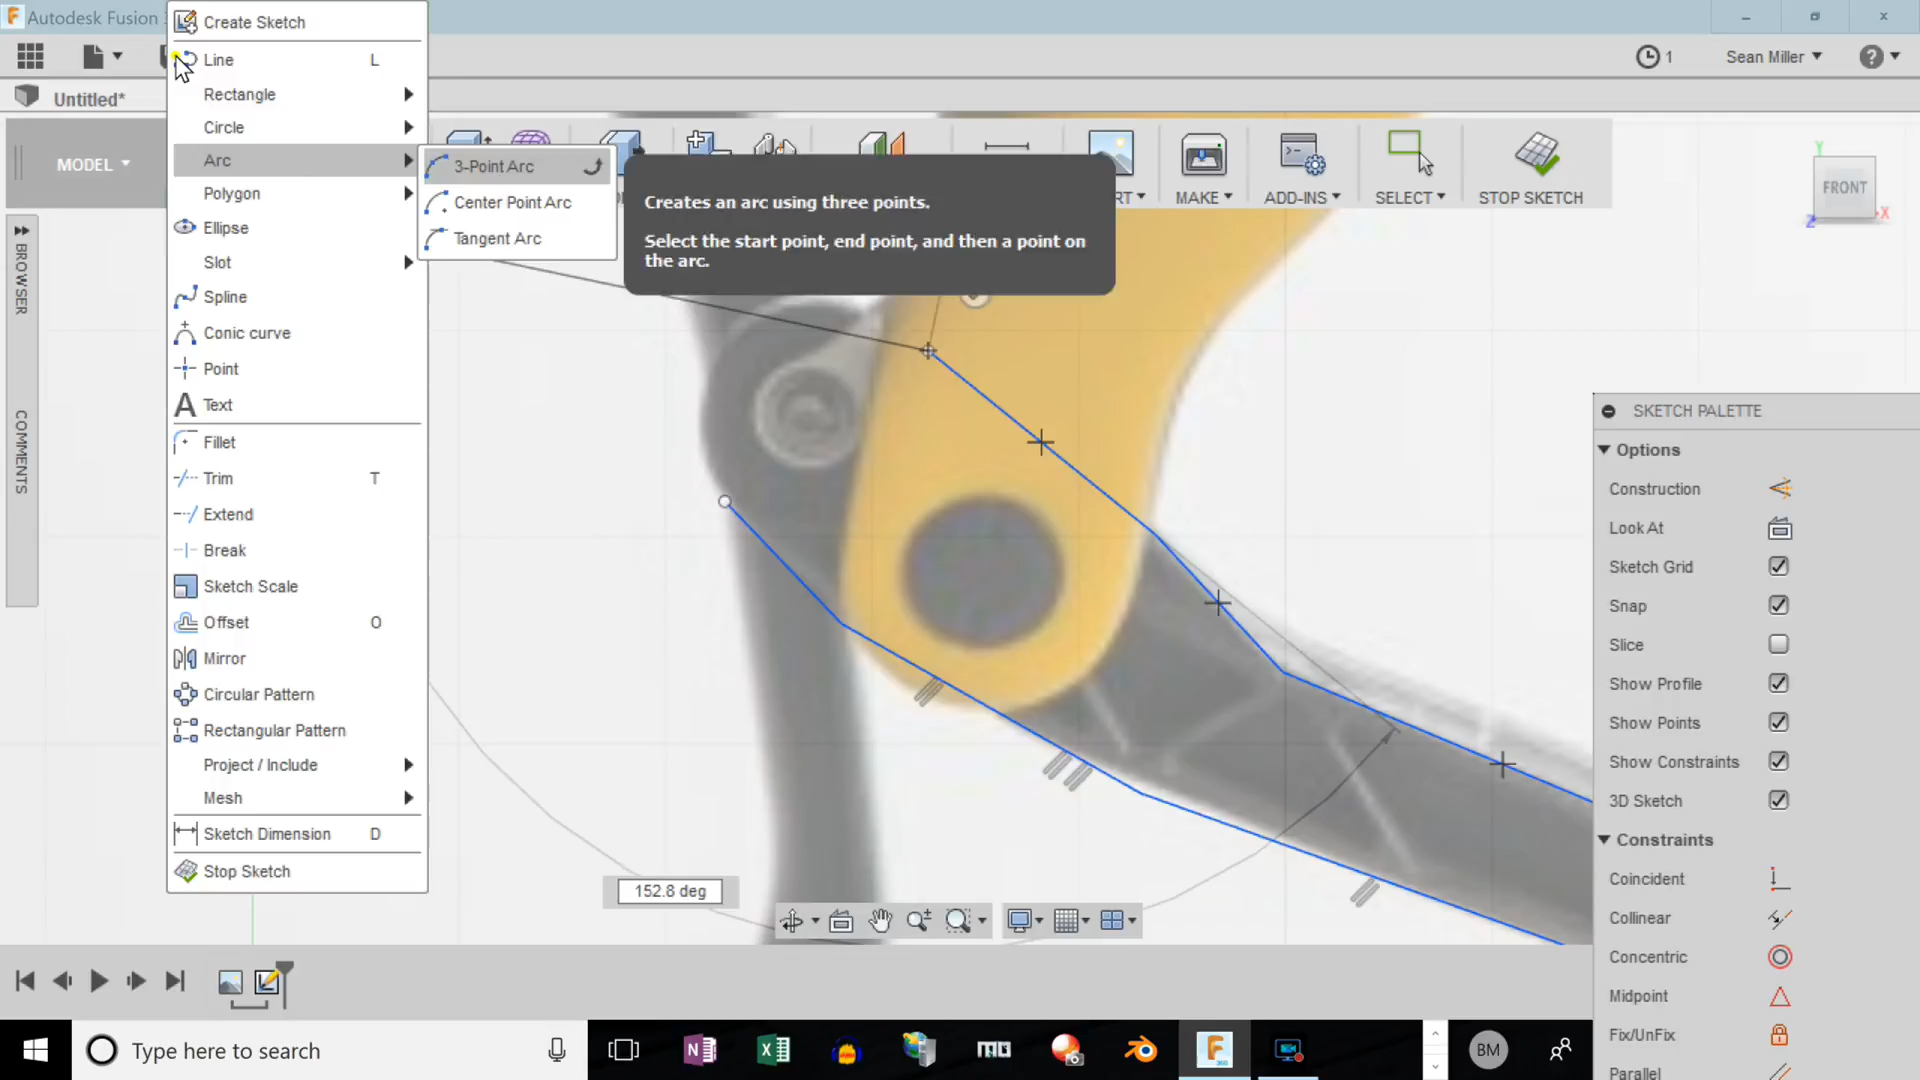 Autodesk Fusion
1
Sean Miller
Untitled*
Create Sketch
Line L
Rectangle
Circle
Arc
Polygon
Ellipse
Slot
Spline
Conic curve
Point
Text
Fillet
Trim T
Extend
Break
Sketch Scale
Offset O
Mirror
Circular Pattern
Rectangular Pattern
Project / Include
Mesh
Sketch Dimension D
Stop Sketch
3-Point Arc
Center Point Arc
Tangent Arc
Creates an arc using three points.
Select the start point, end point, and then a point on
the arc.
MODEL
RT
MAKE
ADD-INS
SELECT
STOP SKETCH
Y
FRONT
Z
X
BROWSER
COMMENTS
SKETCH PALETTE
Options
Construction
Look At
Sketch Grid
Snap
Slice
Show Profile
Show Points
Show Constraints
3D Sketch
Constraints
Coincident
Collinear
Concentric
Midpoint
Fix/UnFix
Parallel
152.8 deg
Type here to search
BM